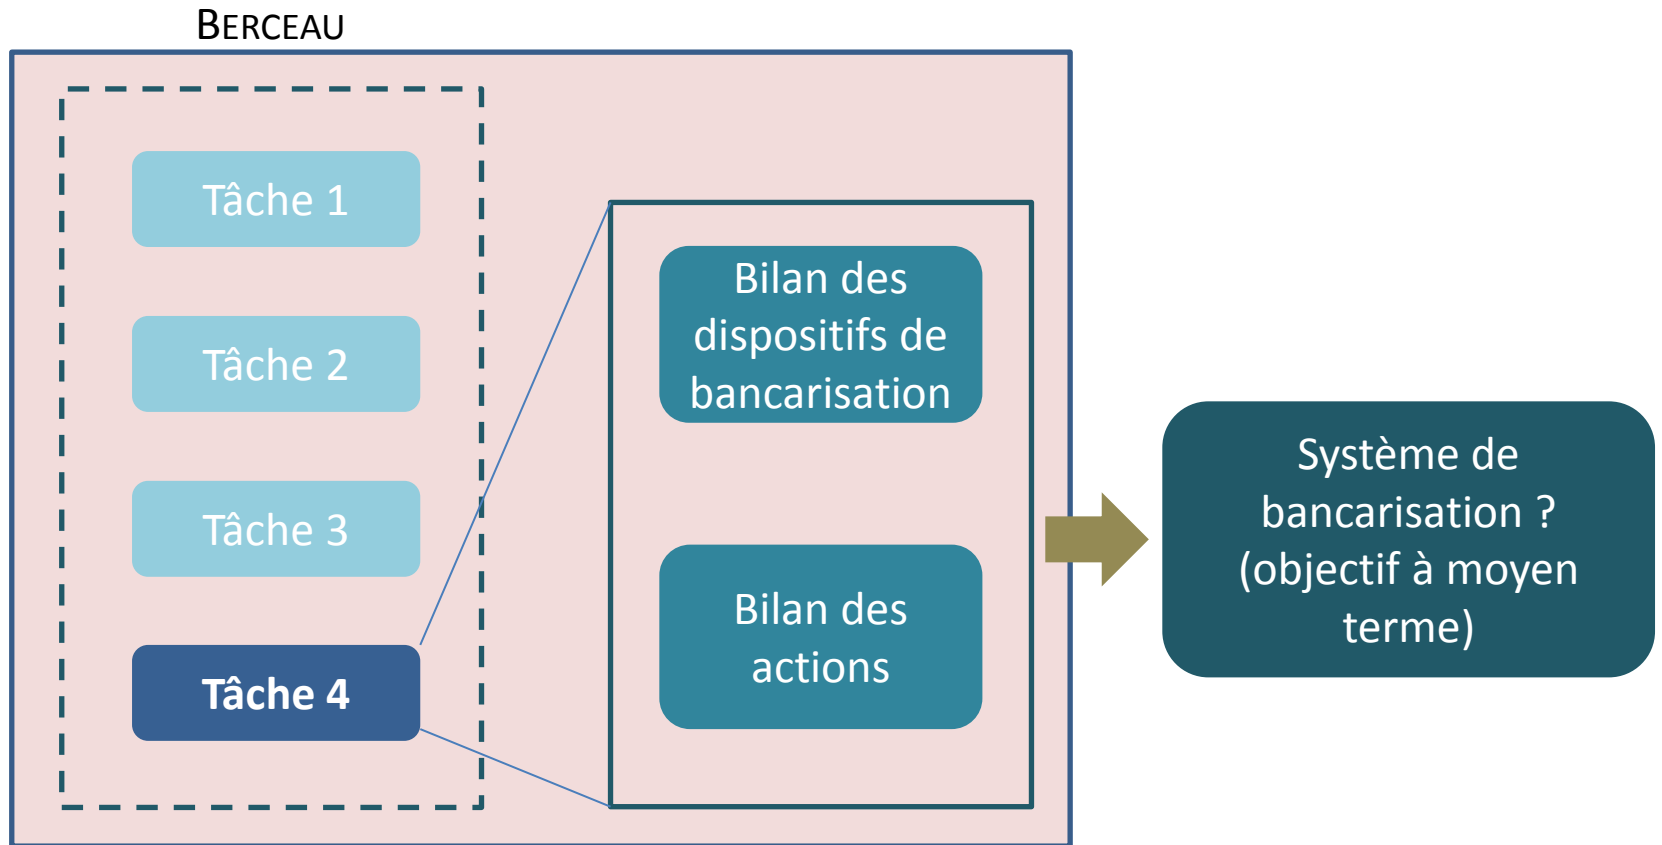 BERCEAU
Tâche 1
Tâche 2
Tâche 3
Tâche 4
Bilan des
dispositifs de
bancarisation
Bilan des
actions
Système de
bancarisation ?
(objectif à moyen
terme)